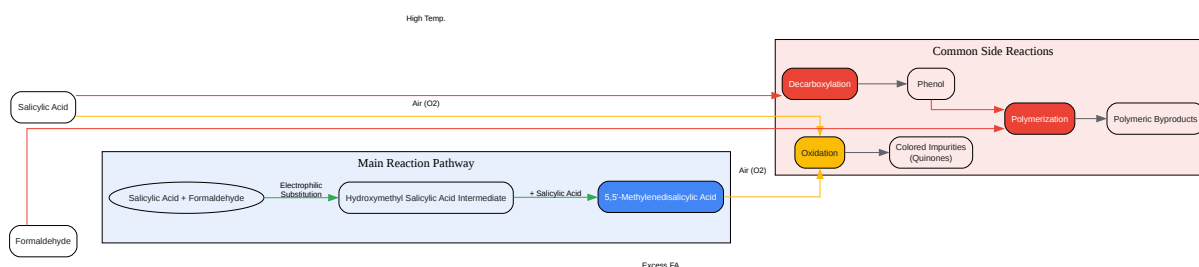 High Temp.
Common Side Reactions
Decarboxylation
Phenol
Salicylic Acid
Air (O2)
Polymerization
Polymeric Byproducts
Oxidation
Colored Impurities
(Quinones)
Main Reaction Pathway
Air (O2)
Salicylic Acid + Formaldehyde
Electrophilic
Substitution
Hydroxymethyl Salicylic Acid Intermediate
+ Salicylic Acid
5,5'-Methylenedisalicylic Acid
Formaldehyde
Excess FA